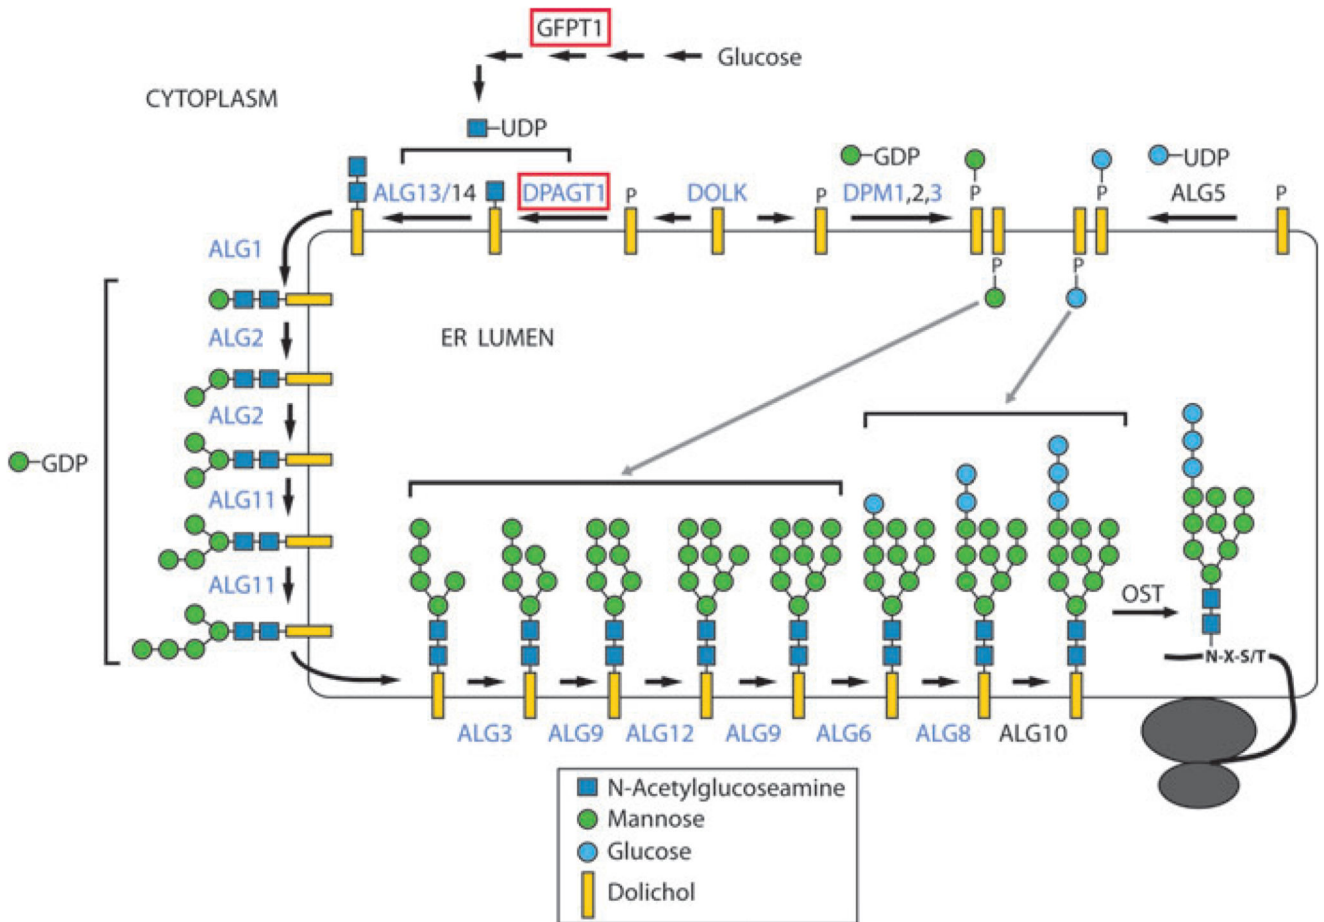 GFPT1
Glucose
CYTOPLASM
UDP
GDP
UDP
ALG13/14
DPAGT1
P
DOLK
P
DPM1,2,3
P
P
ALG5
P
ALG1
P
P
ALG2
ER LUMEN
ALG2
GDP
ALG11
ALG11
OST
N-X-S/T
ALG3
ALG9
ALG12
ALG9
ALG6
ALG8
ALG10
N-Acetylglucoseamine
Mannose
Glucose
Dolichol